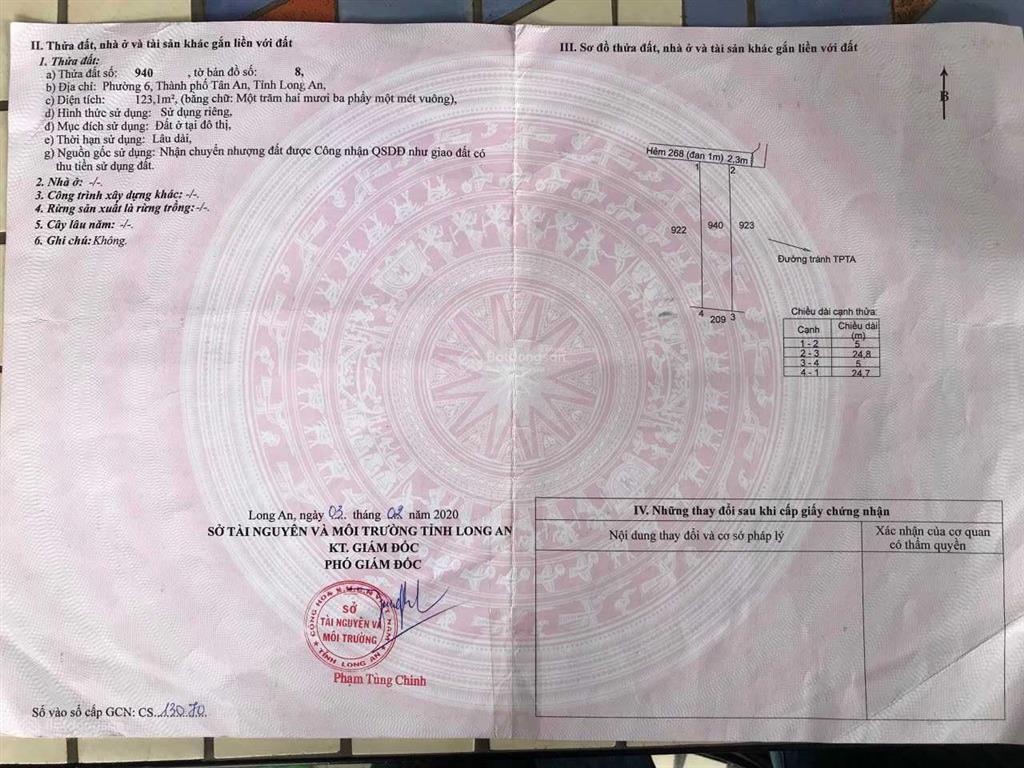 II. Thửa đất, nhà ở và tài sản khác gắn liền với đất
1. Thửa đất:
a) Thửa đất số: 940 , tờ bản đồ số: 8,
b) Địa chỉ: Phường 6, Thành phố Tân An, Tỉnh Long An,
c) Diện tích: 123,1m², (bằng chữ: Một trăm hai mươi ba phẩy một mét vuông),
d) Hình thức sử dụng: Sử dụng riêng,
đ) Mục đích sử dụng: Đất ở tại đô thị,
e) Thời hạn sử dụng: Lâu dài,
g) Nguồn gốc sử dụng: Nhận chuyển nhượng đất được Công nhận QSDĐ như giao đất có
thu tiền sử dụng đất.
2. Nhà ở: -/-.
3. Công trình xây dựng khác: -/-.
4. Rừng sản xuất là rừng trồng:-/-.
5. Cây lâu năm: -/-.
6. Ghi chú: Không.
Long An, ngày 03. tháng 02 năm 2020
SỞ TÀI NGUYÊN VÀ MÔI TRƯỜNG TỈNH LONG AN
KT. GIÁM ĐỐC
PHÓ GIÁM ĐỐC
CỘNG HÒA X.H.C.N VIỆT NAM
SỞ
TÀI NGUYÊN VÀ
MÔI TRƯỜNG
TỈNH LONG AN
Phạm Tùng Chinh
Số vào sổ cấp GCN: CS...13070.
III. Sơ đồ thửa đất, nhà ở và tài sản khác gắn liền với đất
B
Hẻm 268 (đan 1m) 2,3m
1 2
922 940 923
Đường tránh TPTA
4 209 3
Chiều dài cạnh thửa:
Cạnh Chiều dài (m)
1 - 2 5
2 - 3 24,8
3 - 4 5
4 - 1 24,7
IV. Những thay đổi sau khi cấp giấy chứng nhận
Nội dung thay đổi và cơ sở pháp lý
Xác nhận của cơ quan
có thẩm quyền
Batdongsan